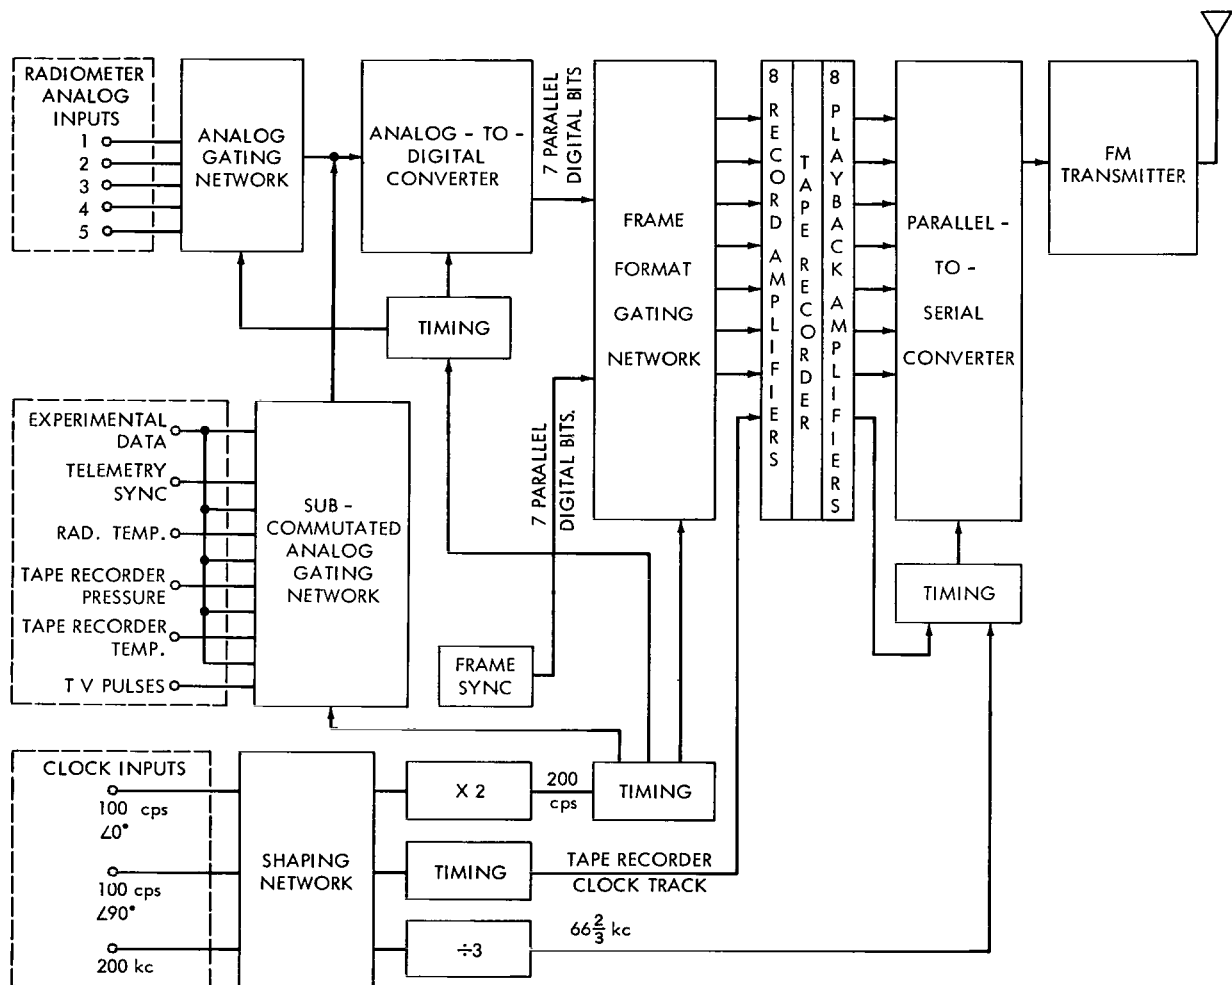 RADIOMETER
ANALOG
INPUTS
1
2
3
4
5
ANALOG
GATING
NETWORK
ANALOG - TO -
DIGITAL
CONVERTER
7 PARALLEL
DIGITAL BITS
TIMING
FRAME
FORMAT
GATING
NETWORK
8 RECORD AMPLIFIERS
TAPE RECORDER
8 PLAYBACK AMPLIFIERS
PARALLEL -
TO -
SERIAL
CONVERTER
FM
TRANSMITTER
EXPERIMENTAL
DATA
TELEMETRY
SYNC
RAD. TEMP.
TAPE RECORDER
PRESSURE
TAPE RECORDER
TEMP.
T V PULSES
SUB -
COMMUTATED
ANALOG
GATING
NETWORK
7 PARALLEL
DIGITAL BITS.
FRAME
SYNC
TIMING
CLOCK INPUTS
100 cps
∠0°
100 cps
∠90°
200 kc
SHAPING
NETWORK
X 2
200
cps
TIMING
TIMING
TAPE RECORDER
CLOCK TRACK
÷3
66 2/3 kc